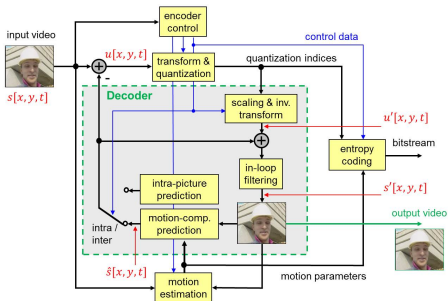 encoder
control
input video
control data
u[x,y,t]
transform &
quantization
quantization indices
s[x,y,t]
Decoder
scaling & inv.
transform
u'[x,y,t]
entropy
coding
bitstream
in-loop
filtering
s'[x,y,t]
intra-picture
prediction
output video
motion-comp.
prediction
intra /
inter
ŝ[x,y,t]
motion
estimation
motion parameters